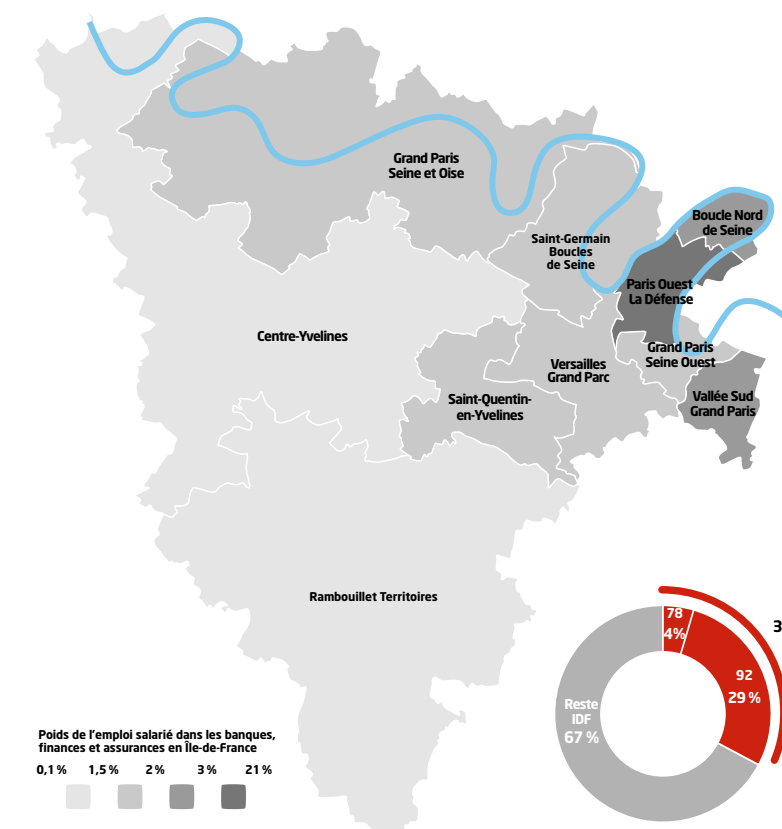 Grand Paris
Seine et Oise
Boucle Nord
de Seine
Saint-Germain
Boucles
de Seine
Paris Ouest
La Défense
Centre-Yvelines
Grand Paris
Seine Ouest
Versailles
Grand Parc
Saint-Quentin-
en-Yvelines
Vallée Sud
Grand Paris
Rambouillet Territoires
78
4%
3
92
29 %
Reste
IDF
67 %
Poids de l’emploi salarié dans les banques,
finances et assurances en Île-de-France
0,1 % 1,5 % 2 % 3 % 21 %